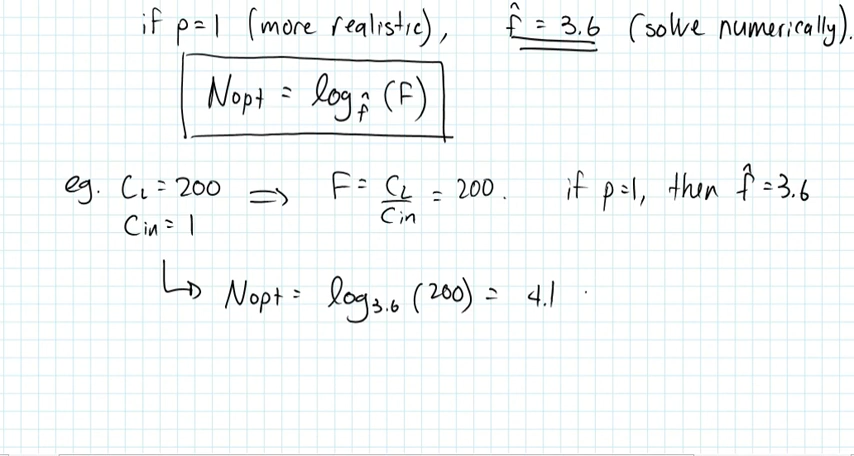 if p=1 (more realistic), f̂ = 3.6 (solve numerically).
Nopt = log_f̂ (F)
eg. CL = 200 ⇒ F = CL/Cin = 200. if p=1, then f̂ = 3.6
Cin = 1
↳ Nopt = log_3.6 (200) = 4.1